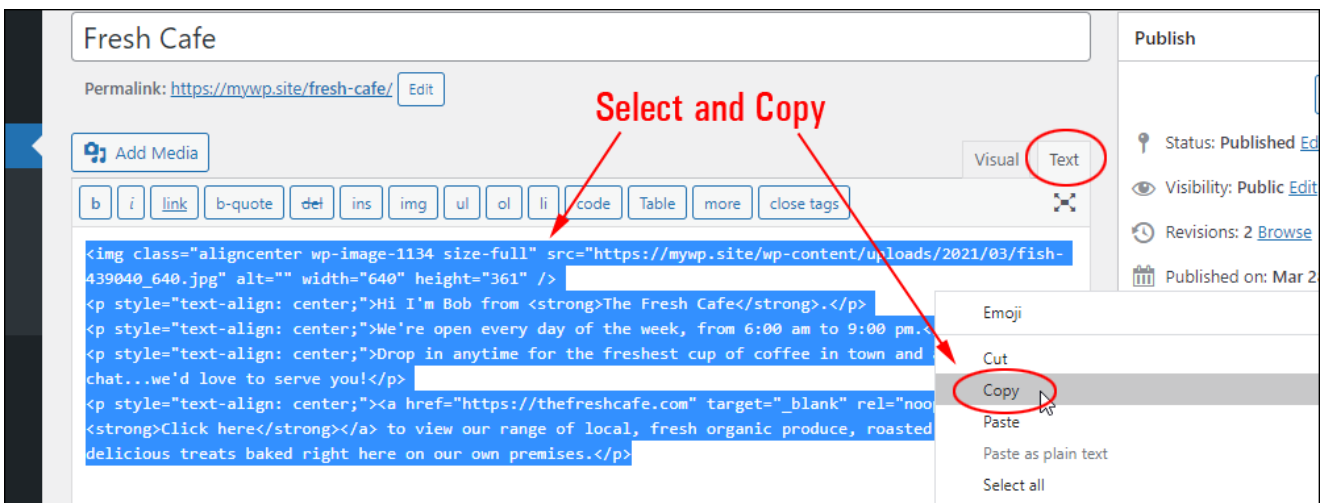 Fresh Cafe
Publish
Permalink: https://mywp.site/fresh-cafe/ Edit
Select and Copy
Add Media
Visual Text
Status: Published
Visibility: Public Edit
Revisions: 2 Browse
Published on: Mar
b i link b-quote del ins img ul ol li code Table more close tags
<img class="aligncenter wp-image-1134 size-full" src="https://mywp.site/wp-content/uploads/2021/03/fish-
439040_640.jpg" alt="" width="640" height="361" />
<p style="text-align: center;">Hi I'm Bob from <strong>The Fresh Cafe</strong>.</p>
<p style="text-align: center;">We're open every day of the week, from 6:00 am to 9:00 pm.<
<p style="text-align: center;">Drop in anytime for the freshest cup of coffee in town and
chat...we'd love to serve you!</p>
<p style="text-align: center;"><a href="https://thefreshcafe.com" target="_blank" rel="noop
<strong>Click here</strong></a> to view our range of local, fresh organic produce, roasted
delicious treats baked right here on our own premises.</p>
Emoji
Cut
Copy
Paste
Paste as plain text
Select all